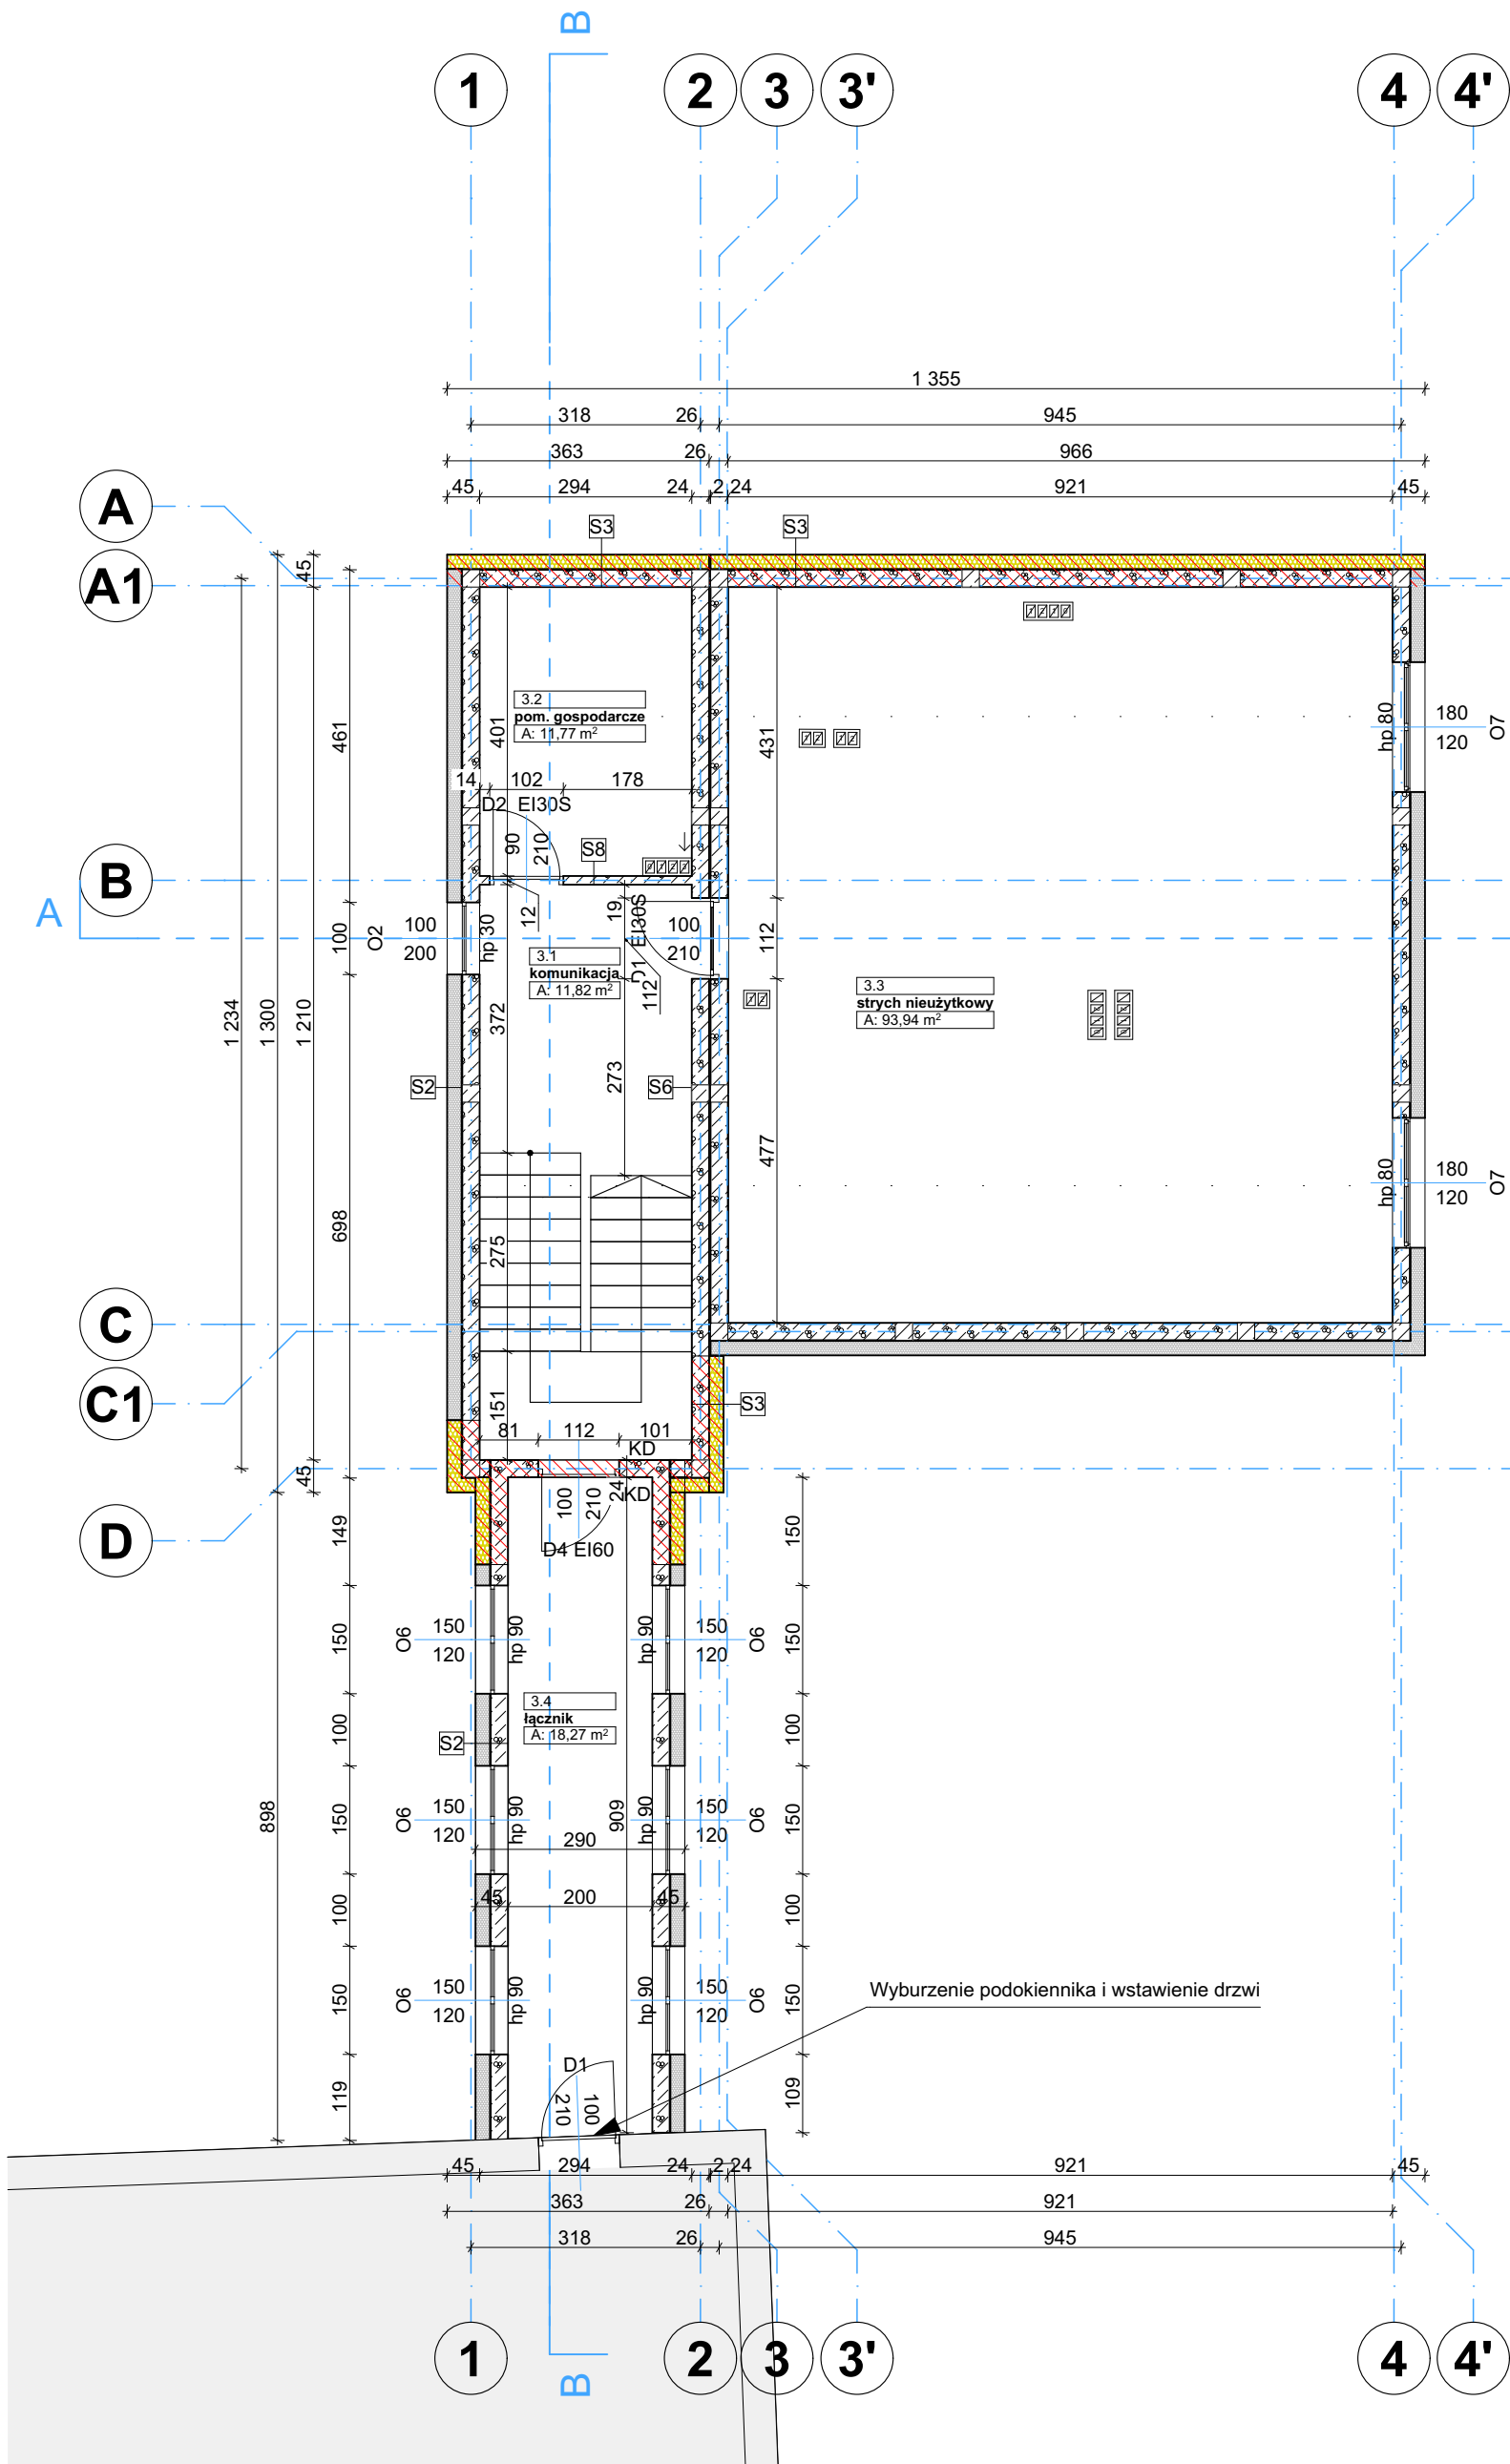 B
1 2 3 3' 4 4'
1 355
318 26 945
363 26 966
45 294 24 2 24 921 45
A
S3 S3
A1
45
3.2
pom. gospodarcze
A: 11,77 m²
461
401
431
hp 80
180
120
O7
14 102 178
D2 EI30S
90
210
S8
B
A
12
19
D1 EI30S
100
210
112
112
100
O2
100
200
hp 30
3.1
komunikacja
A: 11,82 m²
3.3
strych nieużytkowy
A: 93,94 m²
1 234
1 300
1 210
372
273
S2
S6
477
hp 80
180
120
O7
698
275
C
C1
151
S3
81 112 101
KD
45
24
KD
100
210
D4 EI60
D
149
150
O6
150
120
hp 90
hp 90
150
120
O6
150
150
3.4
łącznik
A: 18,27 m²
S2
100
100
898
O6
150
120
hp 90
909
hp 90
150
120
O6
150
150
290
45 200 45
100
100
O6
150
120
hp 90
hp 90
150
120
O6
150
150
Wyburzenie podokiennika i wstawienie drzwi
D1
210
100
119
109
45 294 24 2 24 921 45
363 26 921
318 26 945
1 2 3 3' 4 4'
B